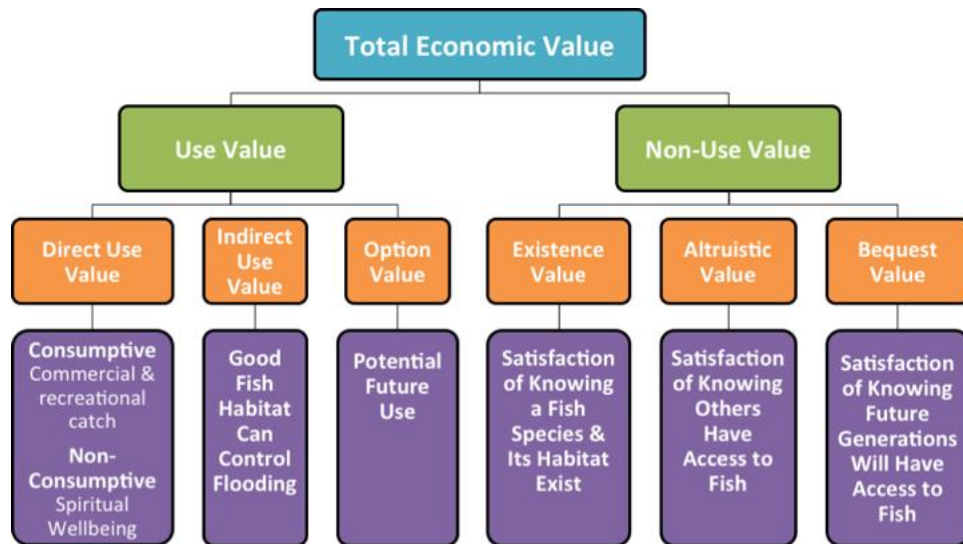 Total Economic Value
Use Value
Non-Use Value
Direct Use
Value
Indirect
Use
Value
Option
Value
Existence
Value
Altruistic
Value
Bequest
Value
Consumptive
Commercial &
recreational
catch
Non-
Consumptive
Spiritual
Wellbeing
Good
Fish
Habitat
Can
Control
Flooding
Potential
Future
Use
Satisfaction
of Knowing
a Fish
Species &
Its Habitat
Exist
Satisfaction
of Knowing
Others
Have
Access to
Fish
Satisfaction
of Knowing
Future
Generations
Will Have
Access to
Fish